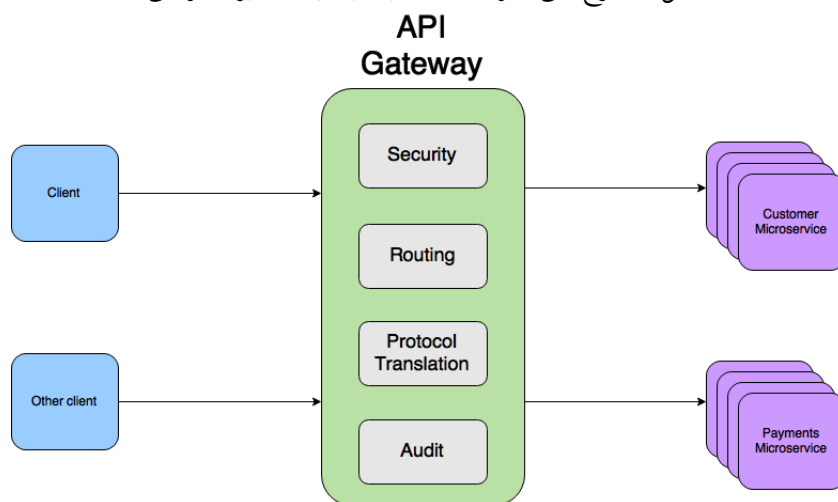 API
Gateway
Security
Client
Customer
Microservice
Routing
Protocol
Translation
Other client
Audit
Payments
Microservice